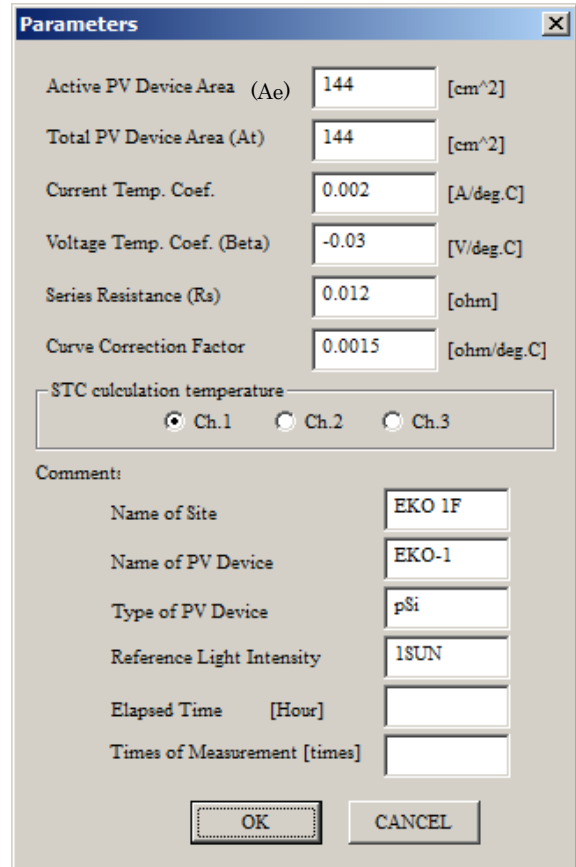 Parameters
Active PV Device Area (Ae) 144 [cm^2]
Total PV Device Area (At) 144 [cm^2]
Current Temp. Coef. 0.002 [A/deg.C]
Voltage Temp. Coef. (Beta) -0.03 [V/deg.C]
Series Resistance (Rs) 0.012 [ohm]
Curve Correction Factor 0.0015 [ohm/deg.C]
STC culculation temperature
Ch.1 Ch.2 Ch.3
Comments
Name of Site EKO 1F
Name of PV Device EKO-1
Type of PV Device pSi
Reference Light Intensity 1SUN
Elapsed Time [Hour]
Times of Measurement [times]
OK CANCEL